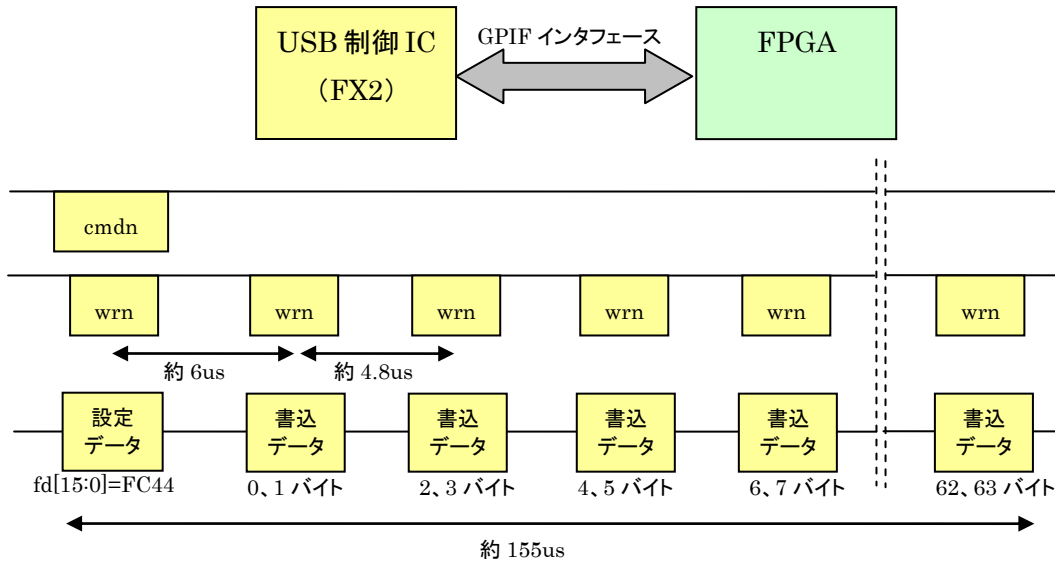 USB 制御 IC
（FX2）
GPIF インタフェース
FPGA
cmdn
wrn
wrn
wrn
wrn
wrn
wrn
約 6us
約 4.8us
設定
データ
書込
データ
書込
データ
書込
データ
書込
データ
書込
データ
fd[15:0]=FC44
0、1 バイト
2、3 バイト
4、5 バイト
6、7 バイト
62、63 バイト
約 155us